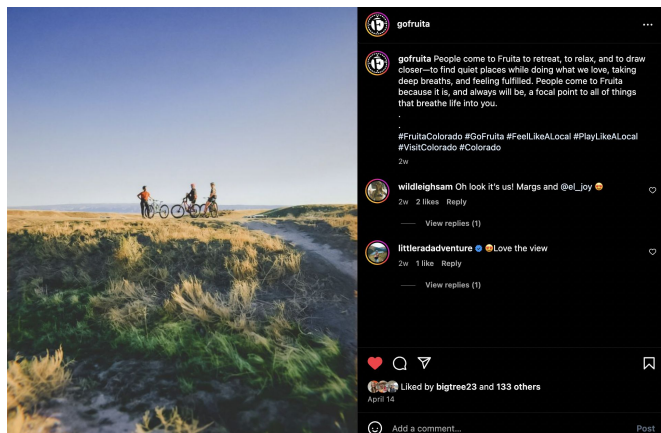 gofruita
gofruita People come to Fruita to retreat, to relax, and to draw
closer—to find quiet places while doing what we love, taking
deep breaths, and feeling fulfilled. People come to Fruita
because it is, and always will be, a focal point to all of things
that breathe life into you.
.
.
#FruitaColorado #GoFruita #FeelLikeALocal #PlayLikeALocal
#VisitColorado #Colorado
2w
wildleighsam Oh look it's us! Margs and @el_joy 😍
2w 2 likes Reply
View replies (1)
littleradadventure 😍Love the view
2w 1 like Reply
View replies (1)
Liked by bigtree23 and 133 others
April 14
Add a comment... Post